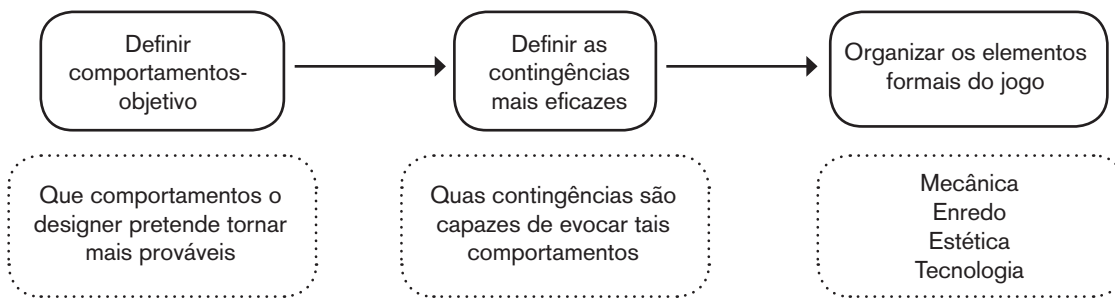 Definir
comportamentos-
objetivo
Definir as
contingências
mais eficazes
Organizar os elementos
formais do jogo
Que comportamentos o
designer pretende tornar
mais prováveis
Quas contingências são
capazes de evocar tais
comportamentos
Mecânica
Enredo
Estética
Tecnologia